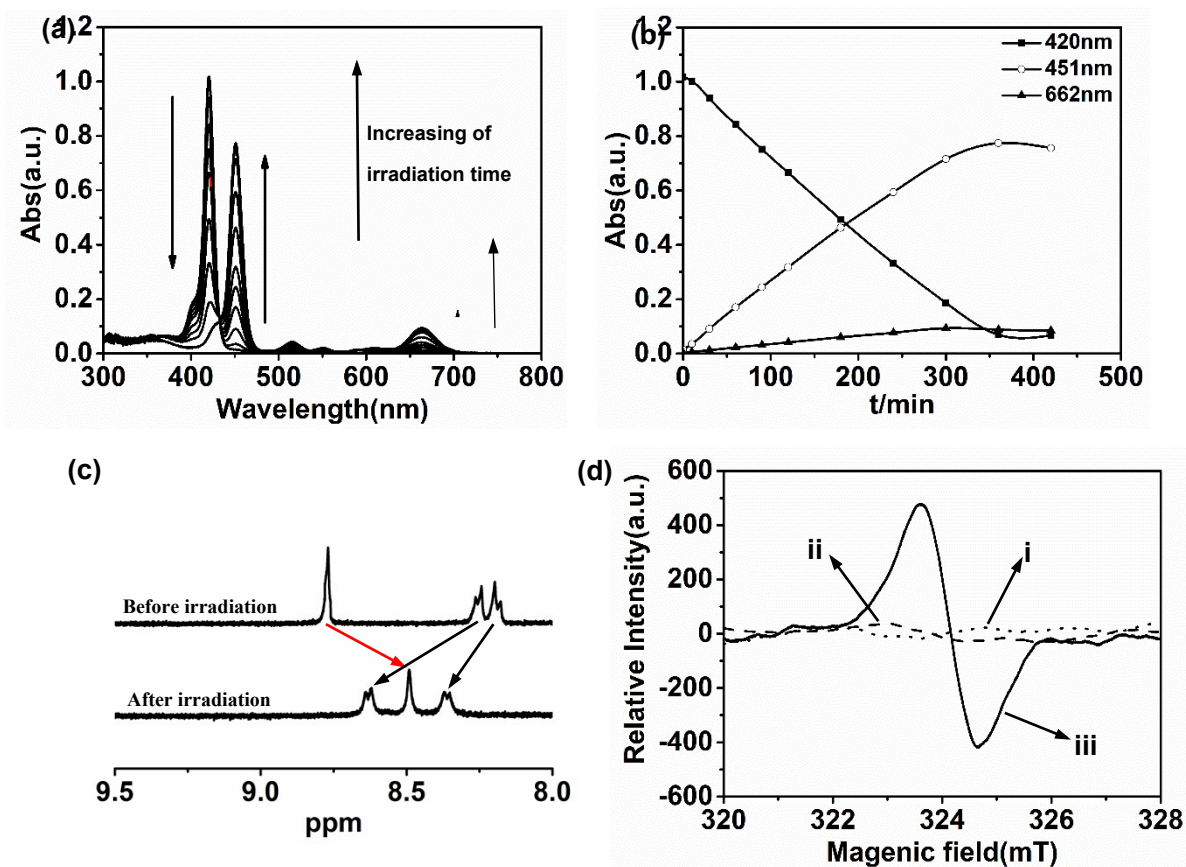 (a)
1.2
1.0
0.8
0.6
0.4
0.2
0.0
Abs(a.u.)
Increasing of
irradiation time
300 400 500 600 700 800
Wavelength(nm)
(b)
1.2
1.0
0.8
0.6
0.4
0.2
0.0
Abs(a.u.)
420nm
451nm
662nm
0 100 200 300 400 500
t/min
(c)
Before irradiation
After irradiation
9.5 9.0 8.5 8.0
ppm
(d)
600
400
200
0
-200
-400
-600
Relative Intensity(a.u.)
ii
i
iii
320 322 324 326 328
Magenic field(mT)